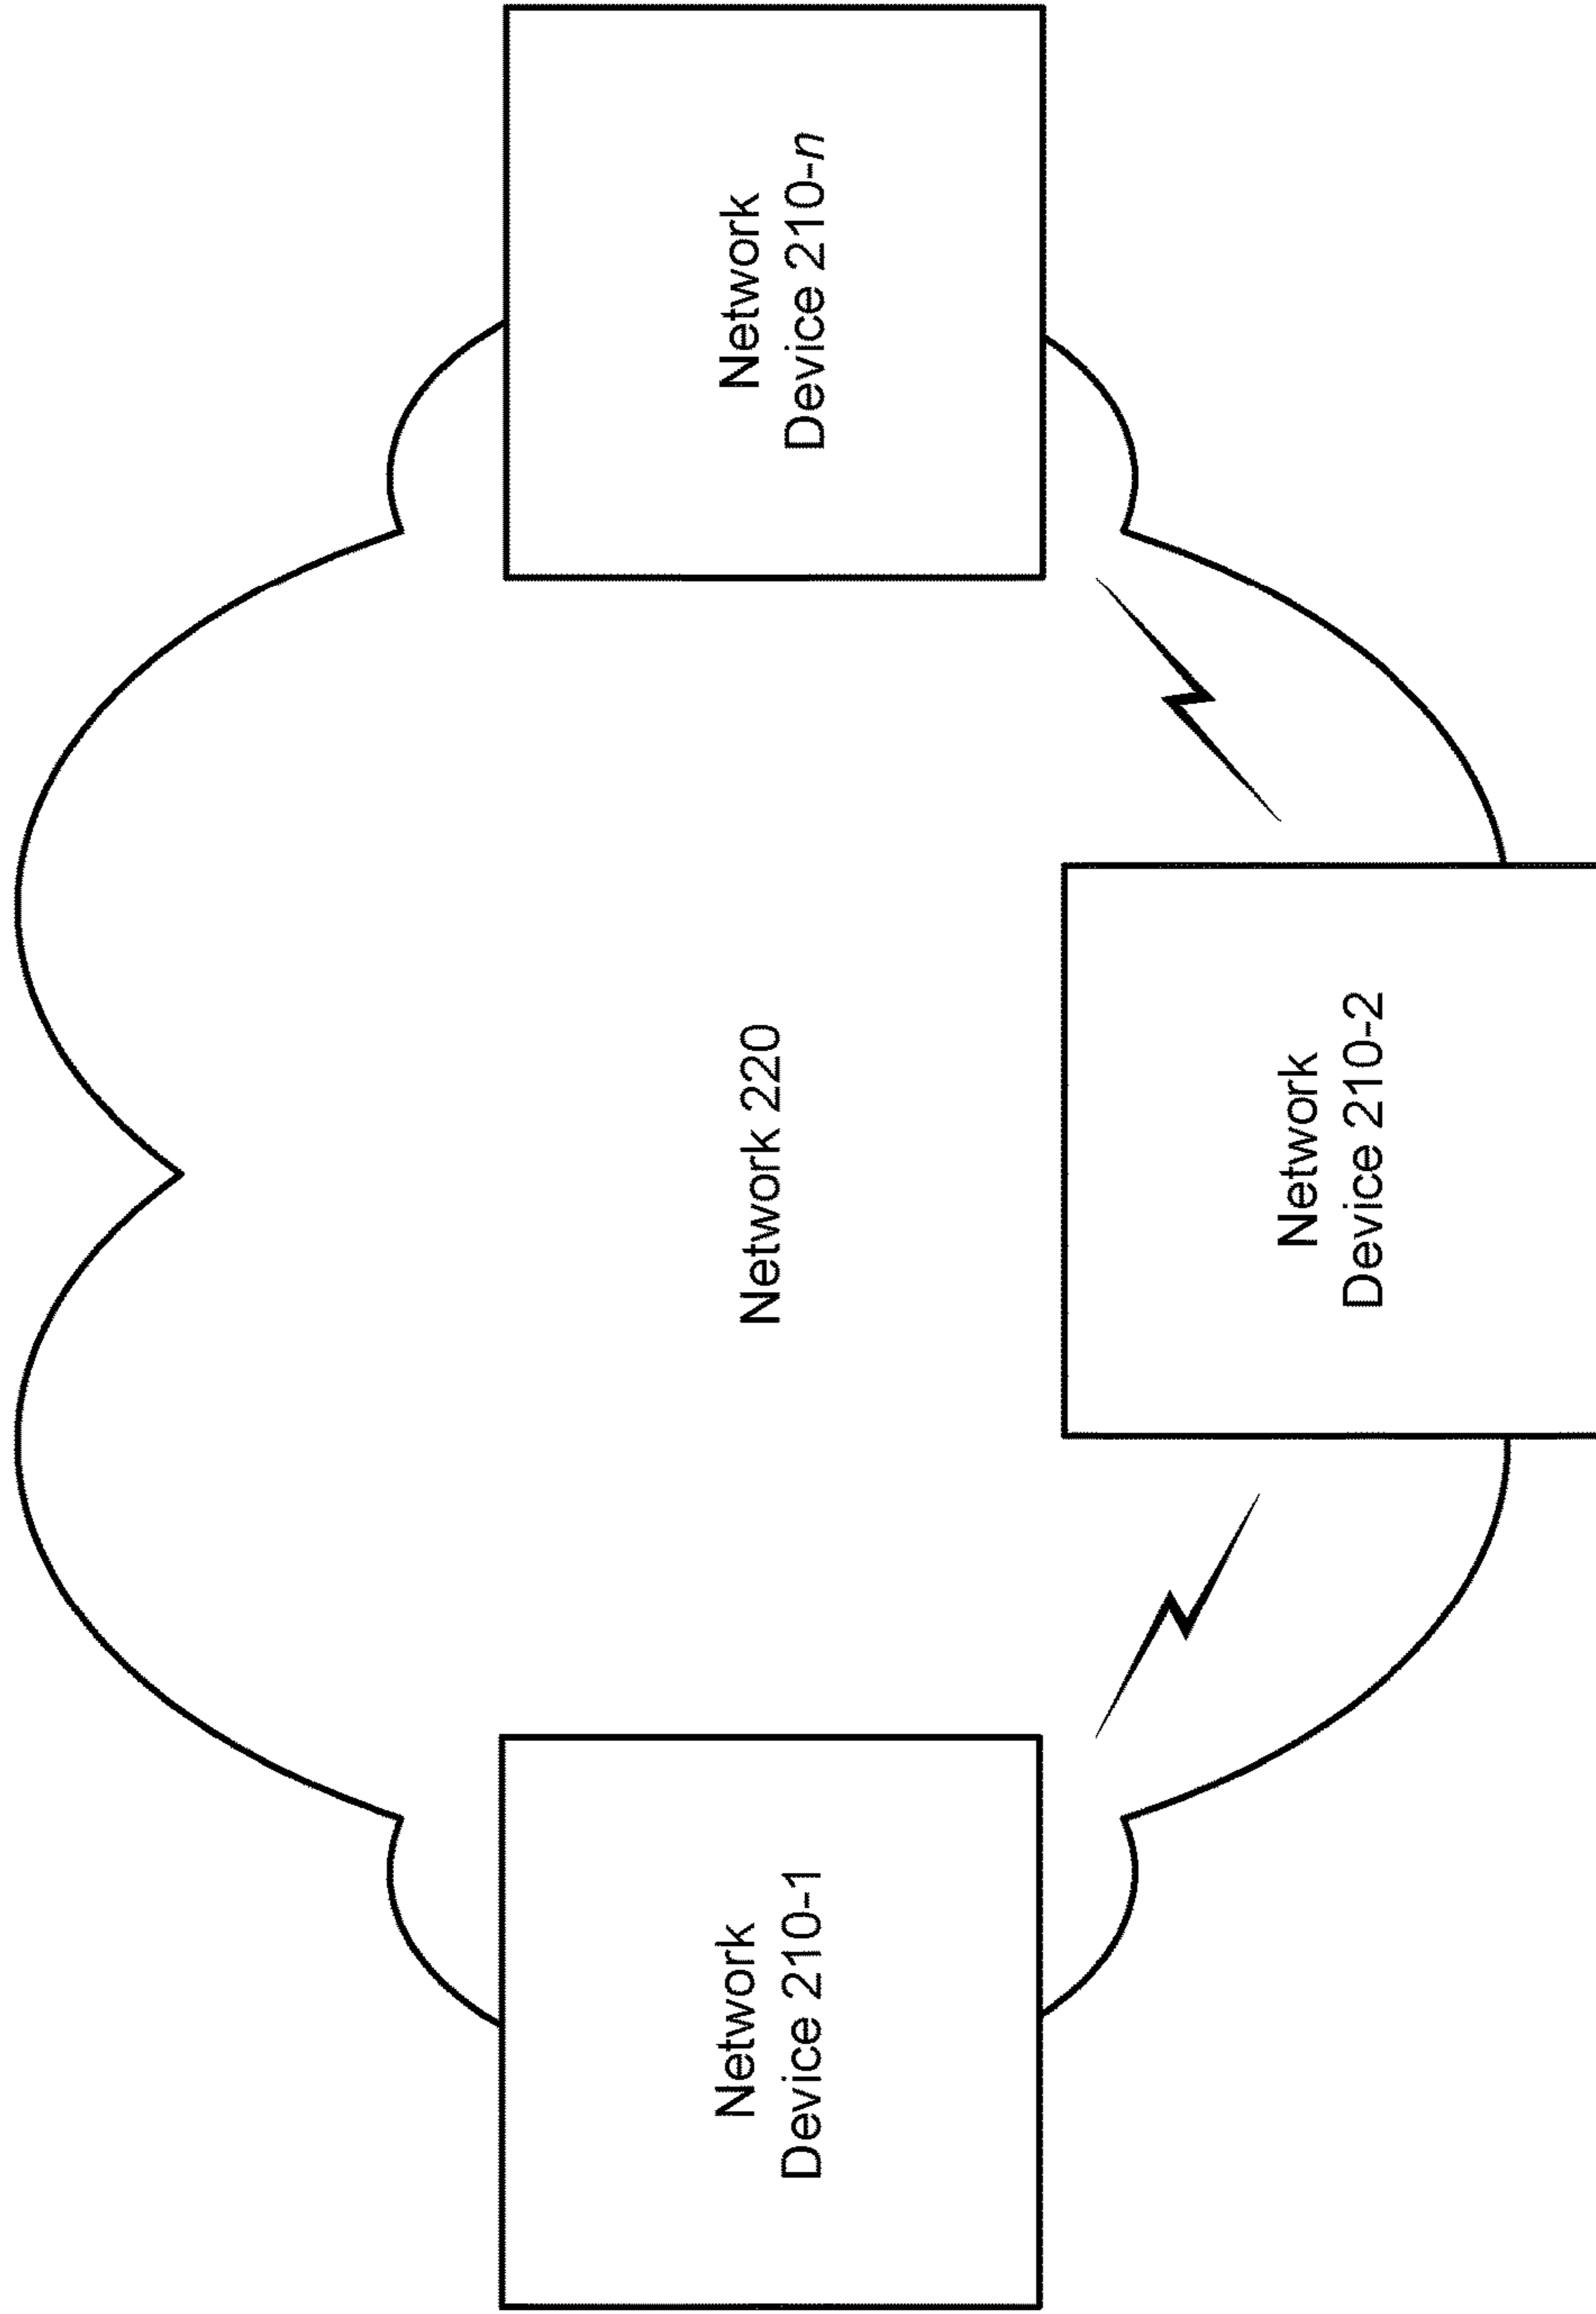 Network 220
Network
Device 210-1
Network
Device 210-2
Network
Device 210-n